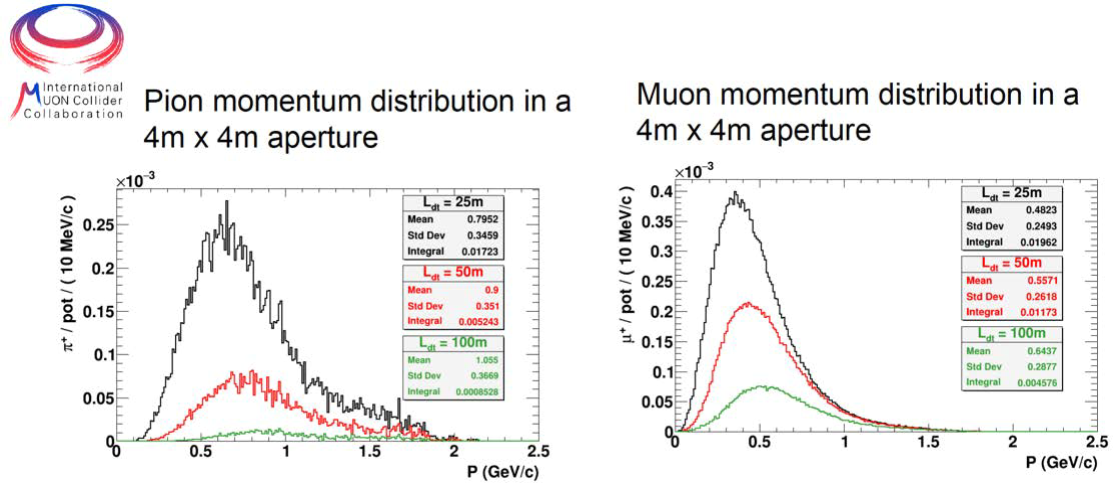 International
MUON Collider
Collaboration
Pion momentum distribution in a
4m x 4m aperture
Muon momentum distribution in a
4m x 4m aperture
×10⁻³
π⁺ / pot / ( 10 MeV/c )
0.25
0.2
0.15
0.1
0.05
0
0 0.5 1 1.5 2 2.5
P (GeV/c)
L_dt = 25m
Mean 0.7952
Std Dev 0.3459
Integral 0.01723
L_dt = 50m
Mean 0.9
Std Dev 0.351
Integral 0.005243
L_dt = 100m
Mean 1.055
Std Dev 0.3669
Integral 0.0008528
×10⁻³
μ⁺ / pot / ( 10 MeV/c )
0.4
0.35
0.3
0.25
0.2
0.15
0.1
0.05
0
0 0.5 1 1.5 2 2.5
P (GeV/c)
L_dt = 25m
Mean 0.4823
Std Dev 0.2493
Integral 0.01962
L_dt = 50m
Mean 0.5571
Std Dev 0.2618
Integral 0.01173
L_dt = 100m
Mean 0.6437
Std Dev 0.2877
Integral 0.004576